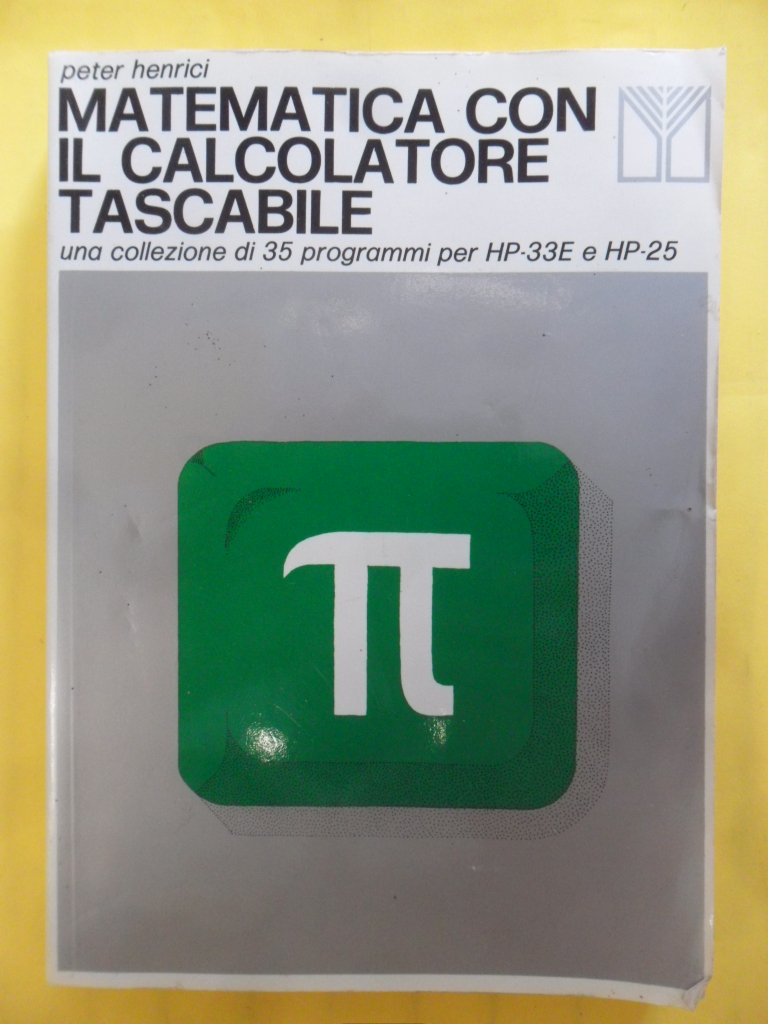 peter henrici
MATEMATICA CON
IL CALCOLATORE
TASCABILE
una collezione di 35 programmi per HP-33E e HP-25
π